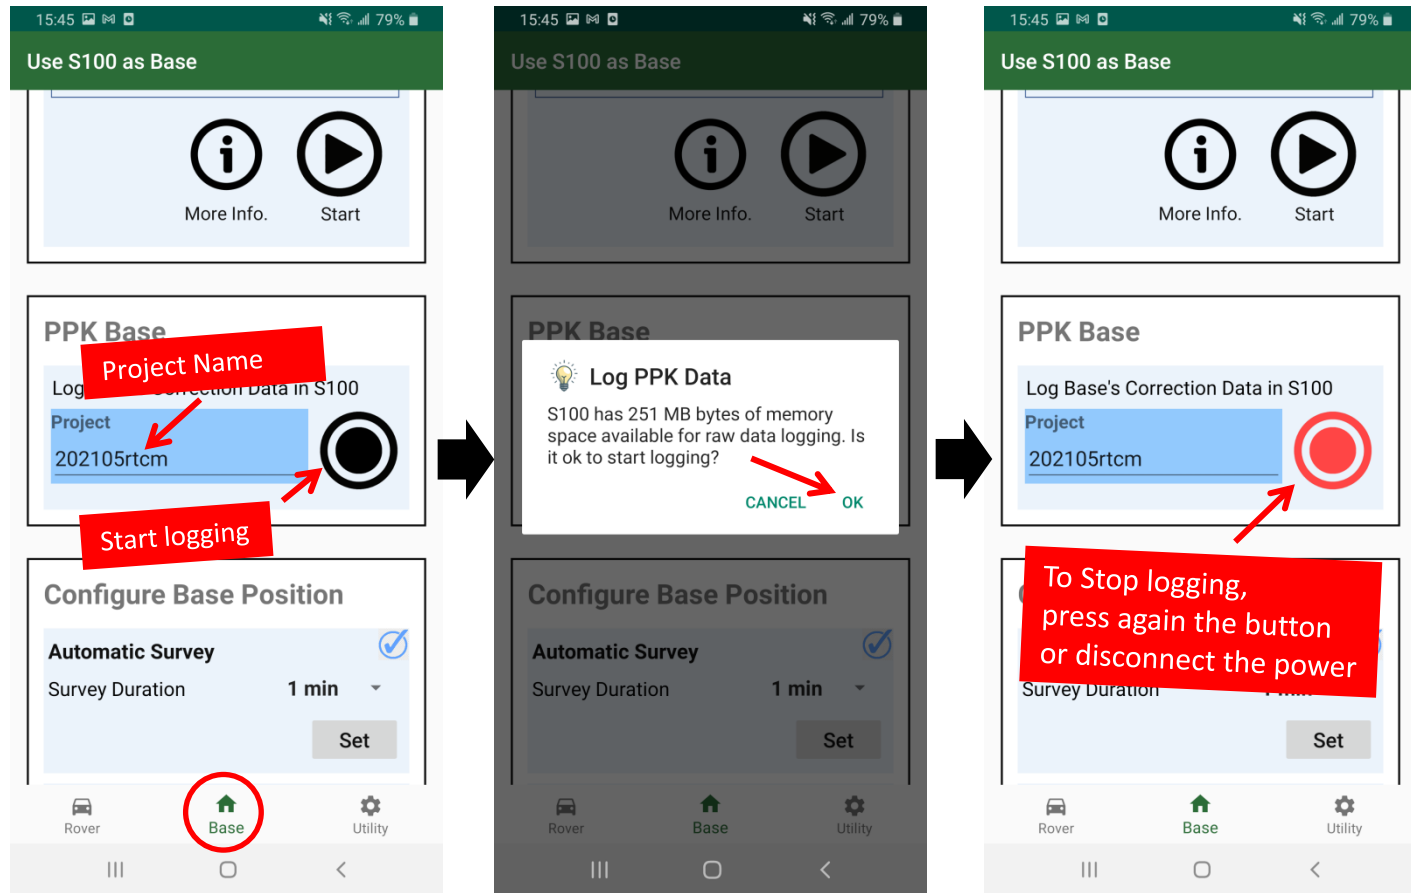 15:45
79%
Use S100 as Base
More Info.
Start
PPK Base
Project Name
Log
Correction Data in S100
Project
202105rtcm
Start logging
Configure Base Position
Automatic Survey
Survey Duration
1 min
Set
Rover
Base
Utility
15:45
79%
Use S100 as Base
More Info.
Start
PPK Base
Log PPK Data
S100 has 251 MB bytes of memory
space available for raw data logging. Is
it ok to start logging?
CANCEL
OK
Configure Base Position
Automatic Survey
Survey Duration
1 min
Set
Rover
Base
Utility
15:45
79%
Use S100 as Base
More Info.
Start
PPK Base
Log Base's Correction Data in S100
Project
202105rtcm
To Stop logging,
press again the button
or disconnect the power
Survey Duration
Set
Rover
Base
Utility